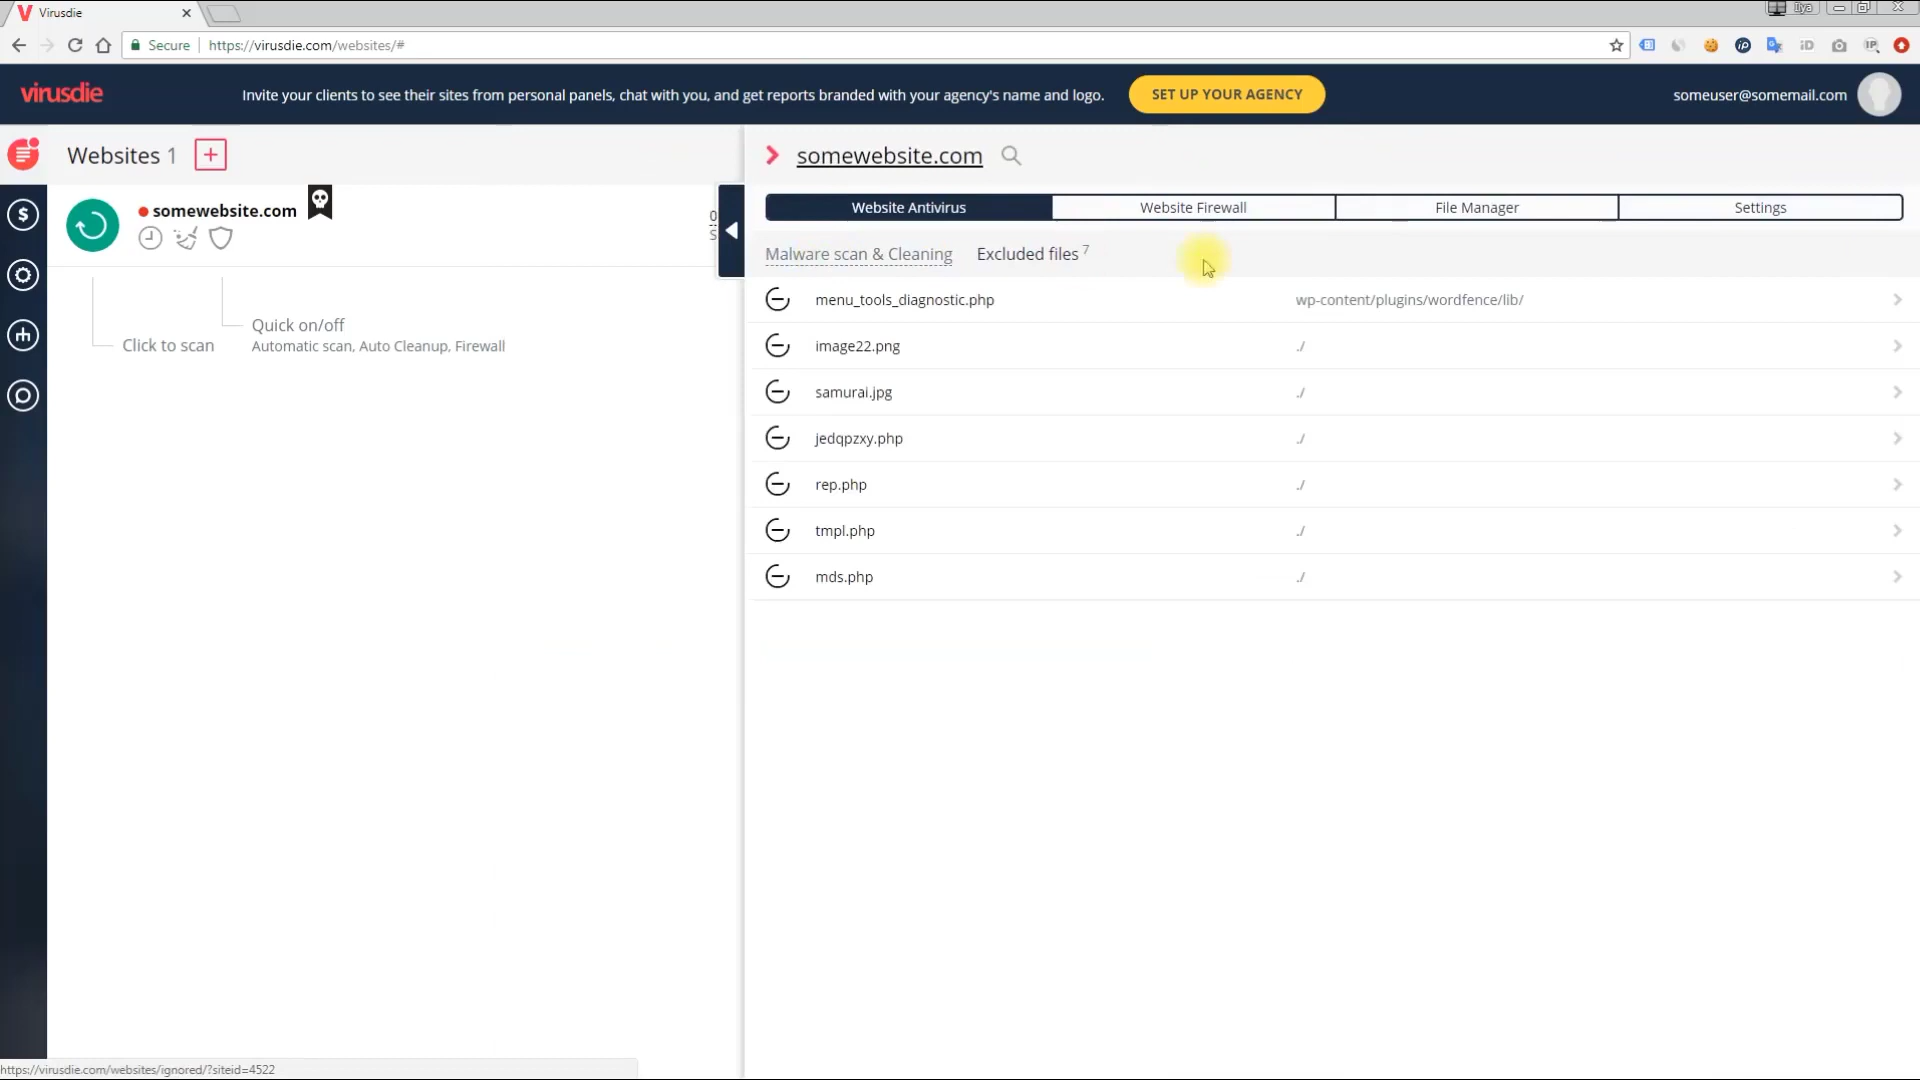 Virusdie
Ilya
Secure https://virusdie.com/websites/#
iD
IP
virusdie
Invite your clients to see their sites from personal panels, chat with you, and get reports branded with your agency's name and logo.
SET UP YOUR AGENCY
someuser@somemail.com
Websites 1
+
somewebsite.com
0
S
Click to scan
Quick on/off
Automatic scan, Auto Cleanup, Firewall
somewebsite.com
Website Antivirus
Website Firewall
File Manager
Settings
Malware scan & Cleaning
Excluded files 7
menu_tools_diagnostic.php wp-content/plugins/wordfence/lib/
image22.png ./
samurai.jpg ./
jedqpzxy.php ./
rep.php ./
tmpl.php ./
mds.php ./
https://virusdie.com/websites/ignored/?siteid=4522